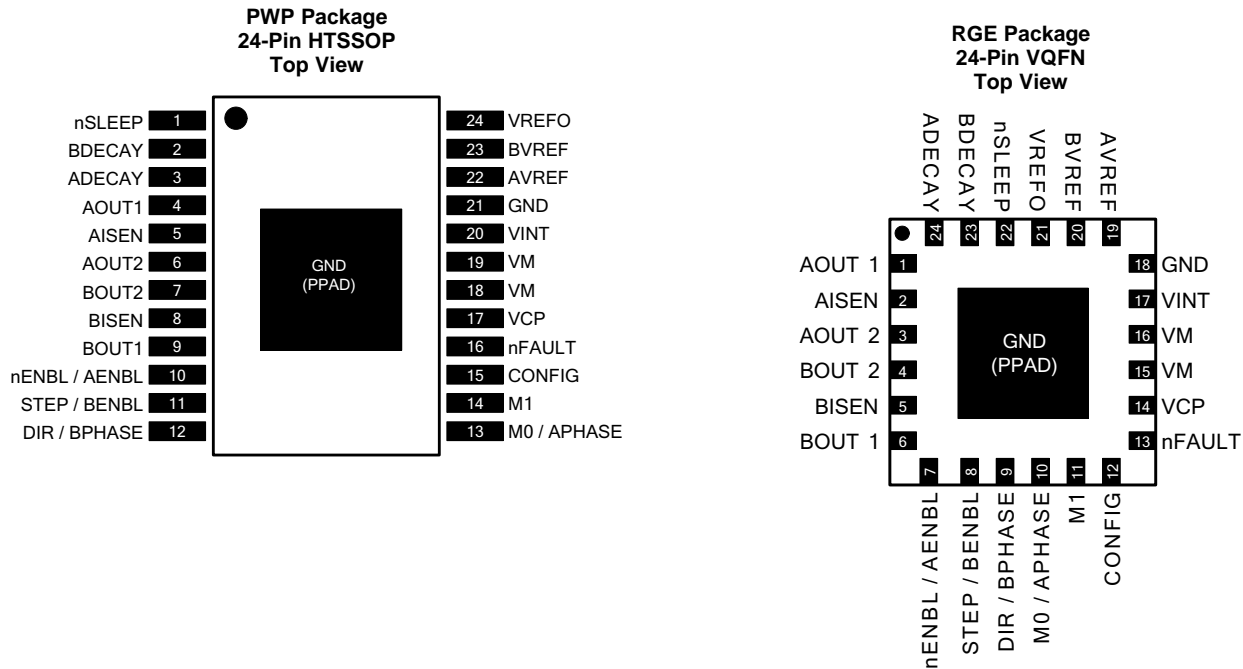 PWP Package
24-Pin HTSSOP
Top View
nSLEEP 1
BDECAY 2
ADECAY 3
AOUT1 4
AISEN 5
AOUT2 6
BOUT2 7
BISEN 8
BOUT1 9
nENBL / AENBL 10
STEP / BENBL 11
DIR / BPHASE 12
GND
(PPAD)
24 VREFO
23 BVREF
22 AVREF
21 GND
20 VINT
19 VM
18 VM
17 VCP
16 nFAULT
15 CONFIG
14 M1
13 M0 / APHASE
RGE Package
24-Pin VQFN
Top View
ADECAY 24
BDECAY 23
nSLEEP 22
VREFO 21
BVREF 20
AVREF 19
AOUT 1 1
AISEN 2
AOUT 2 3
BOUT 2 4
BISEN 5
BOUT 1 6
GND
(PPAD)
18 GND
17 VINT
16 VM
15 VM
14 VCP
13 nFAULT
nENBL / AENBL 7
STEP / BENBL 8
DIR / BPHASE 9
M0 / APHASE 10
M1 11
CONFIG 12